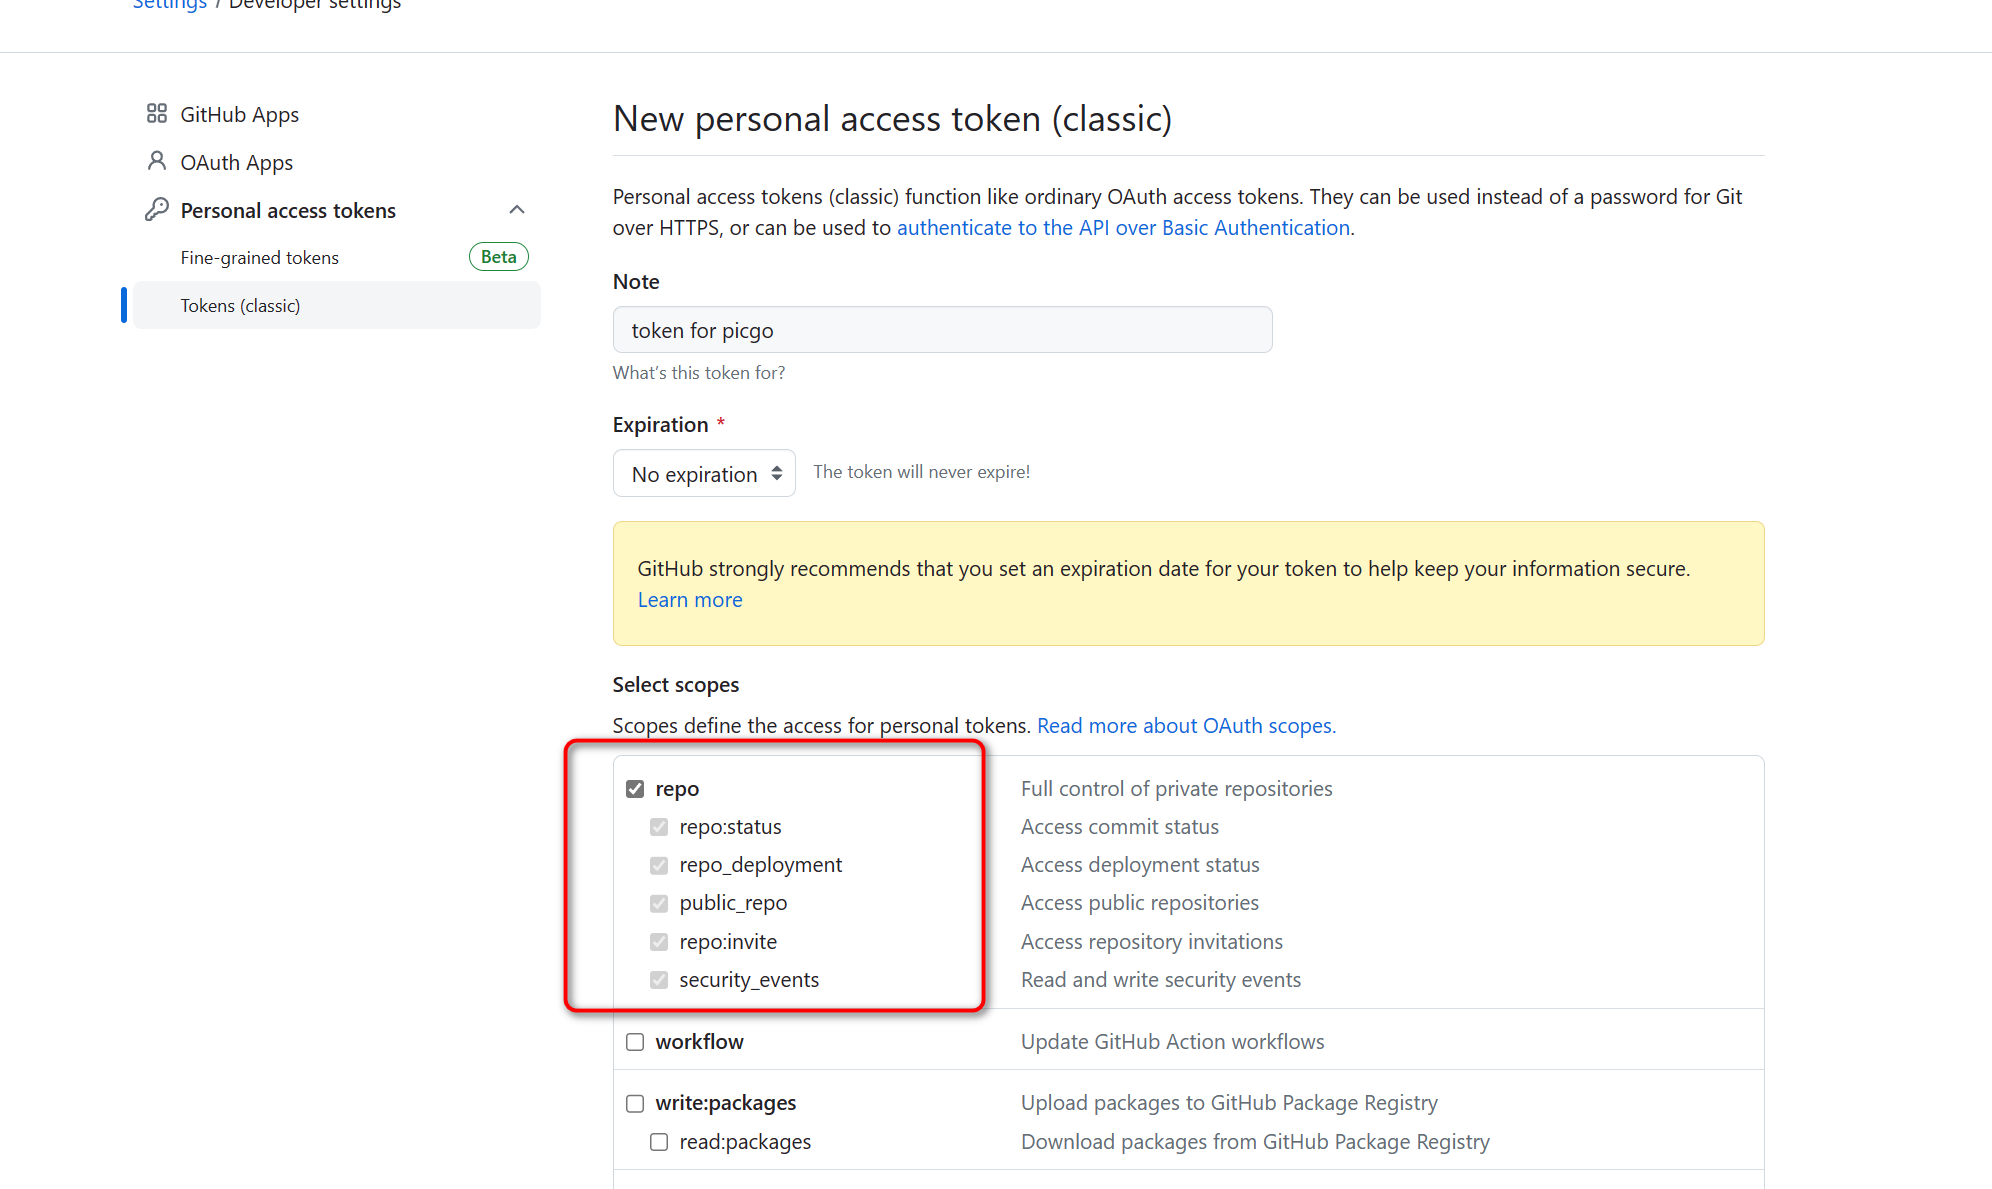 Settings / Developer settings
GitHub Apps
OAuth Apps
Personal access tokens
Fine-grained tokens Beta
Tokens (classic)
New personal access token (classic)
Personal access tokens (classic) function like ordinary OAuth access tokens. They can be used instead of a password for Git
over HTTPS, or can be used to authenticate to the API over Basic Authentication.
Note
token for picgo
What's this token for?
Expiration *
No expiration The token will never expire!
GitHub strongly recommends that you set an expiration date for your token to help keep your information secure.
Learn more
Select scopes
Scopes define the access for personal tokens. Read more about OAuth scopes.
repo Full control of private repositories
repo:status Access commit status
repo_deployment Access deployment status
public_repo Access public repositories
repo:invite Access repository invitations
security_events Read and write security events
workflow Update GitHub Action workflows
write:packages Upload packages to GitHub Package Registry
read:packages Download packages from GitHub Package Registry